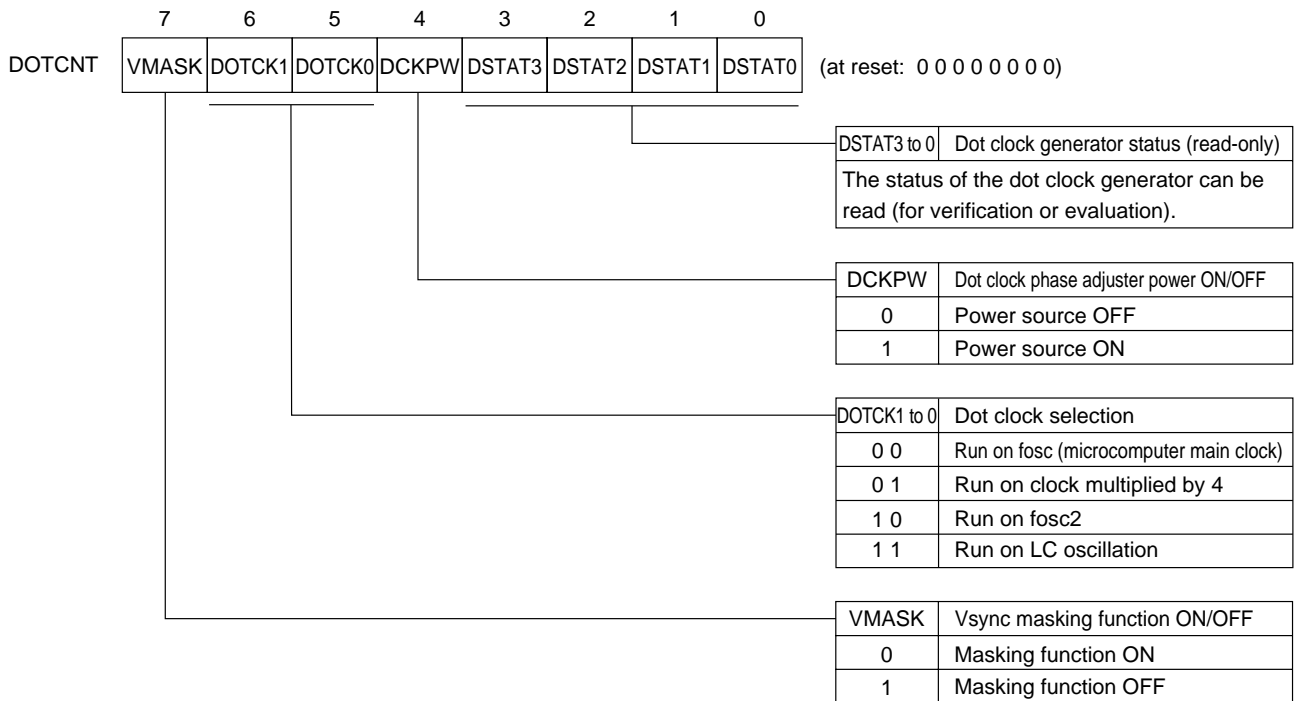 7 6 5 4 3 2 1 0
DOTCNT VMASK DOTCK1 DOTCK0 DCKPW DSTAT3 DSTAT2 DSTAT1 DSTAT0 (at reset: 0 0 0 0 0 0 0 0)
DSTAT3 to 0 Dot clock generator status (read-only)
The status of the dot clock generator can be
read (for verification or evaluation).
DCKPW Dot clock phase adjuster power ON/OFF
0 Power source OFF
1 Power source ON
DOTCK1 to 0 Dot clock selection
0 0 Run on fosc (microcomputer main clock)
0 1 Run on clock multiplied by 4
1 0 Run on fosc2
1 1 Run on LC oscillation
VMASK Vsync masking function ON/OFF
0 Masking function ON
1 Masking function OFF